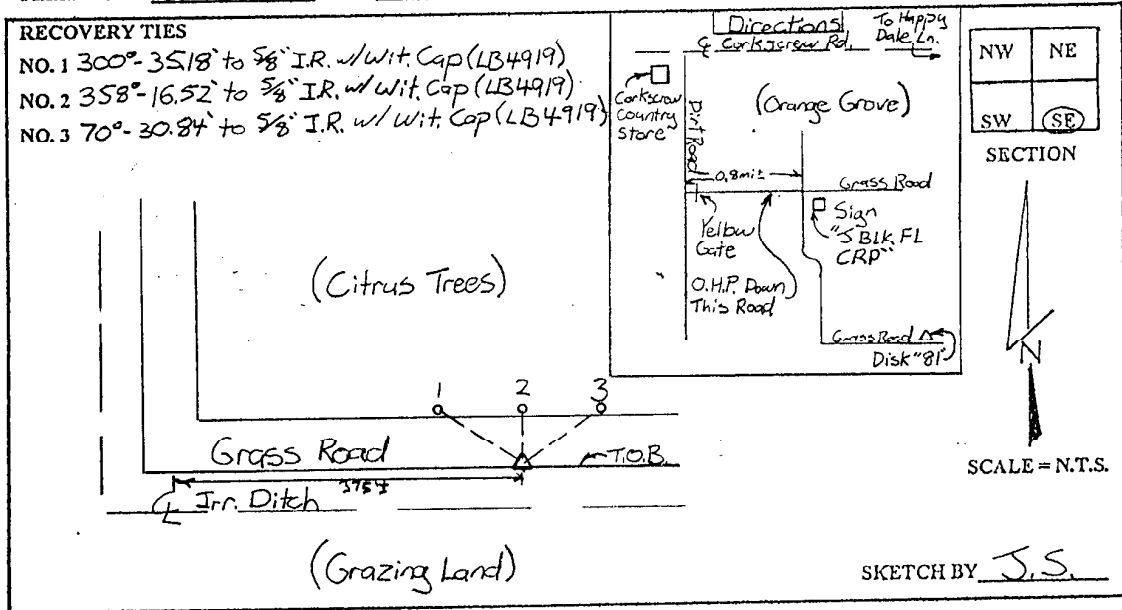 RECOVERY TIES
NO. 1 300°-35.18' to 5/8" I.R. w/Wit. Cap (LB4919)
NO. 2 358°-16.52' to 5/8" I.R. w/ Wit. Cap (LB4919)
NO. 3 70°-30.84' to 5/8" I.R. w/ Wit. Cap (LB4919)
Directions
To Happy
Dale Ln.
℄ Corkscrew Rd.
Corkscrew
Country
Store
Dirt Road
(Orange Grove)
0.8mi±
Grass Road
Yellow
Gate
Sign
"J BLK. FL
CRP"
O.H.P. Down
This Road
Grass Road
Disk "81"
NW NE
SW SE
SECTION
N
SCALE = N.T.S.
(Citrus Trees)
1 2 3
Grass Road
T.O.B.
℄ Irr. Ditch
(Grazing Land)
SKETCH BY J.S.